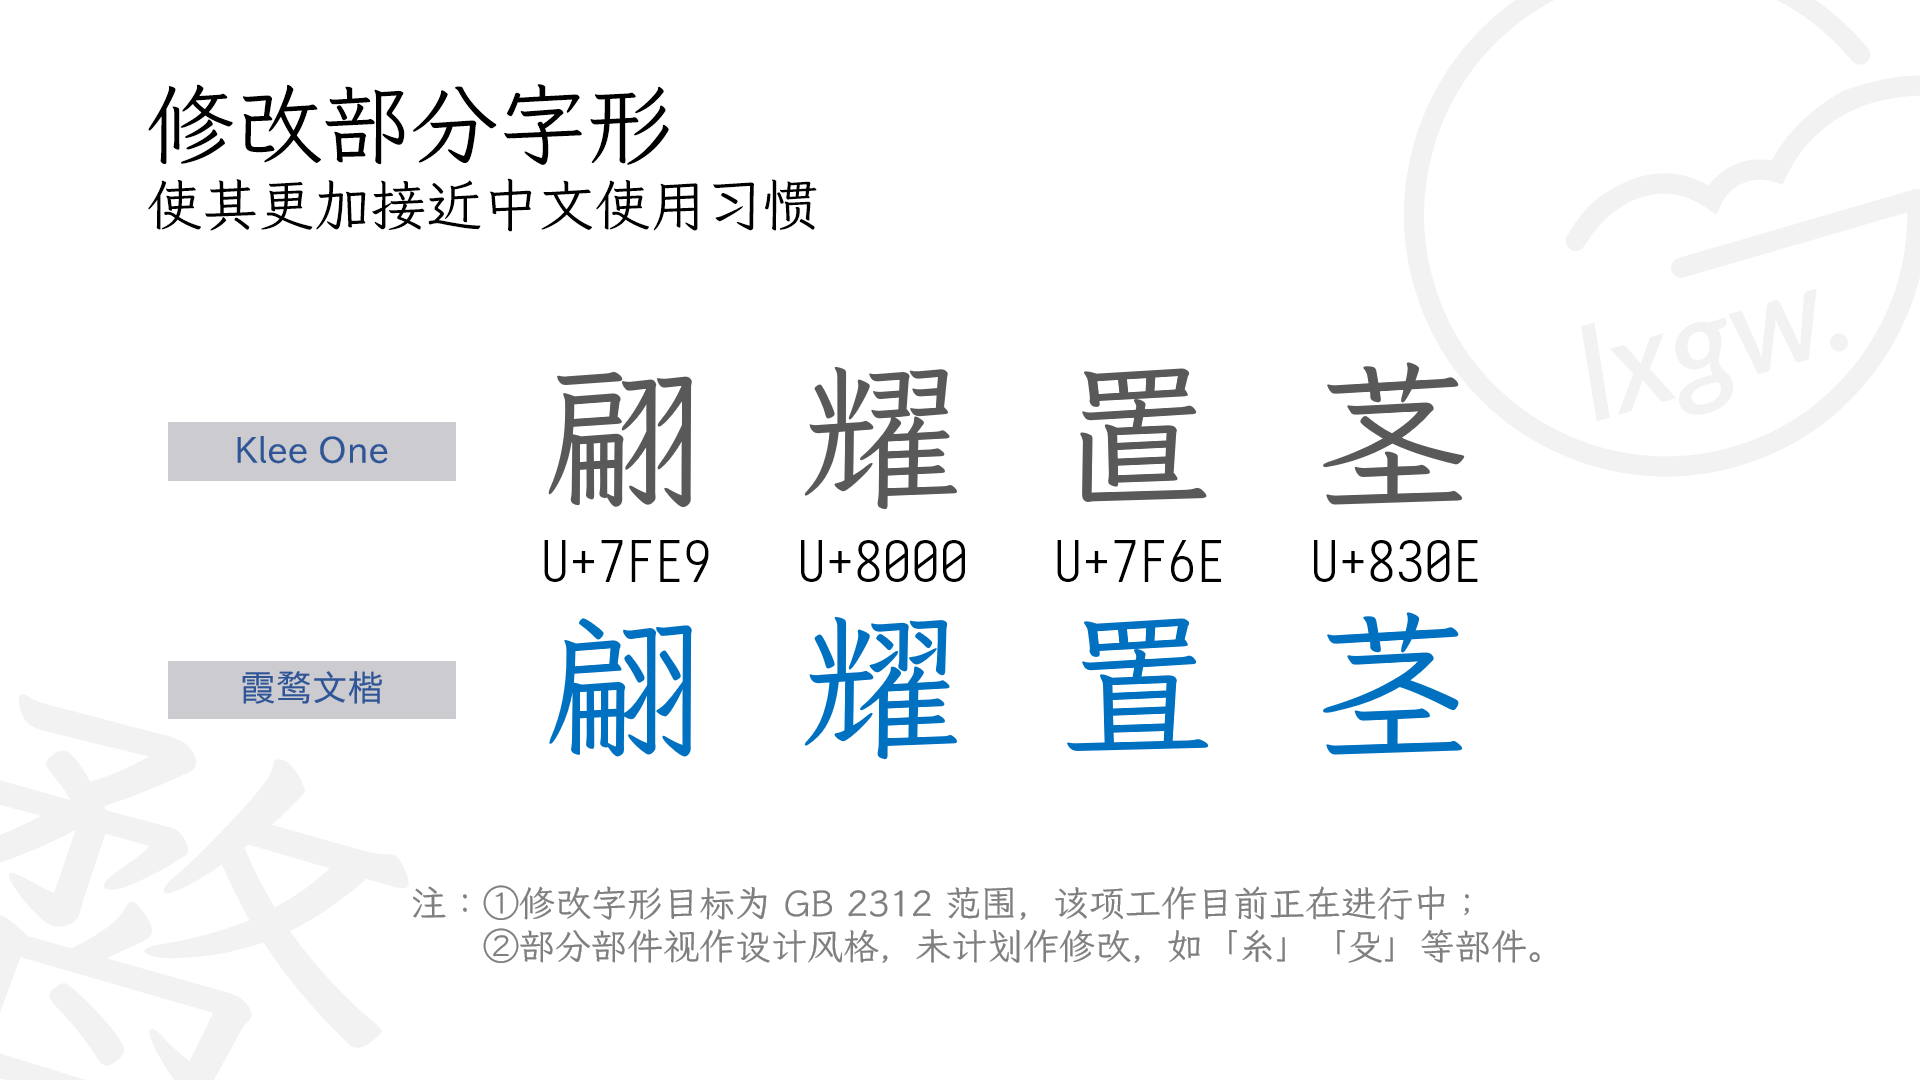 修改部分字形
使其更加接近中文使用习惯
lxgw.
Klee One
翩 耀 置 茎
U+7FE9 U+8000 U+7F6E U+830E
霞鹜文楷
翩 耀 置 茎
注：①修改字形目标为 GB 2312 范围，该项工作目前正在进行中；
②部分部件视作设计风格，未计划作修改，如「糸」「殳」等部件。